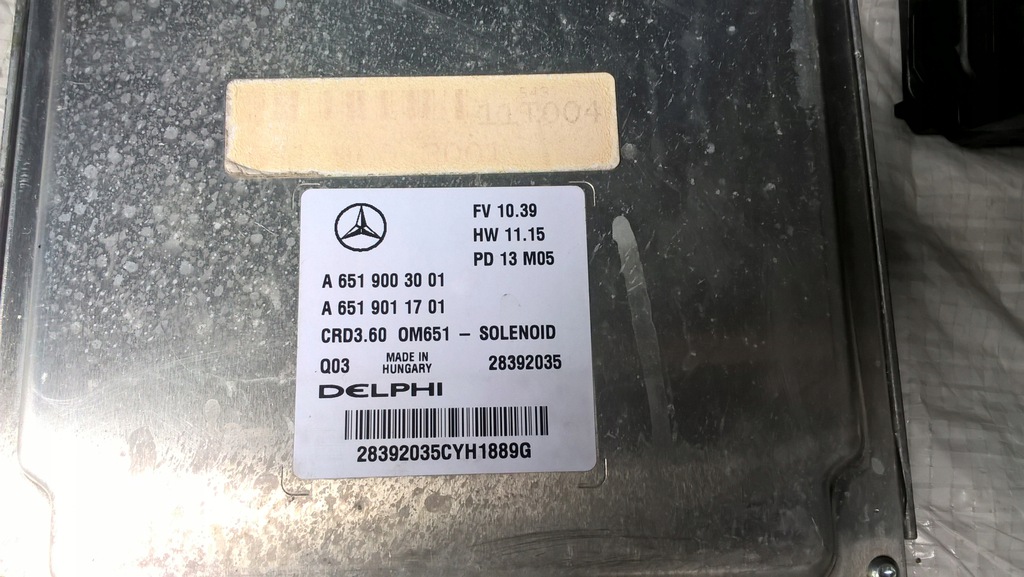 11T004
FV 10.39
HW 11.15
PD 13 M05
A 651 900 30 01
A 651 901 17 01
CRD3.60 OM651 – SOLENOID
Q03 MADE IN HUNGARY 28392035
DELPHI
28392035CYH1889G